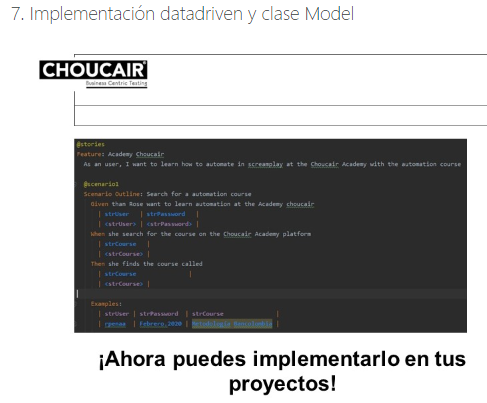 7. Implementación datadriven y clase Model
CHOUCAIR
Business Centric Testing
@stories
Feature: Academy Choucair
As an user, I want to learn how to automate in screamplay at the Choucair Academy with the automation course
@scenario1
Scenario Outline: Search for a automation course
Given than Rose want to learn automation at the Academy choucair
| strUser | strPassword |
| <strUser> | <strPassword> |
When she search for the course on the Choucair Academy platform
| strCourse |
| <strCourse> |
Then she finds the course called
| strCourse |
| <strCourse> |
Examples:
| strUser | strPassword | strCourse |
| | Febrero.2020 | Metodologia Bancolombia |
¡Ahora puedes implementarlo en tus
proyectos!